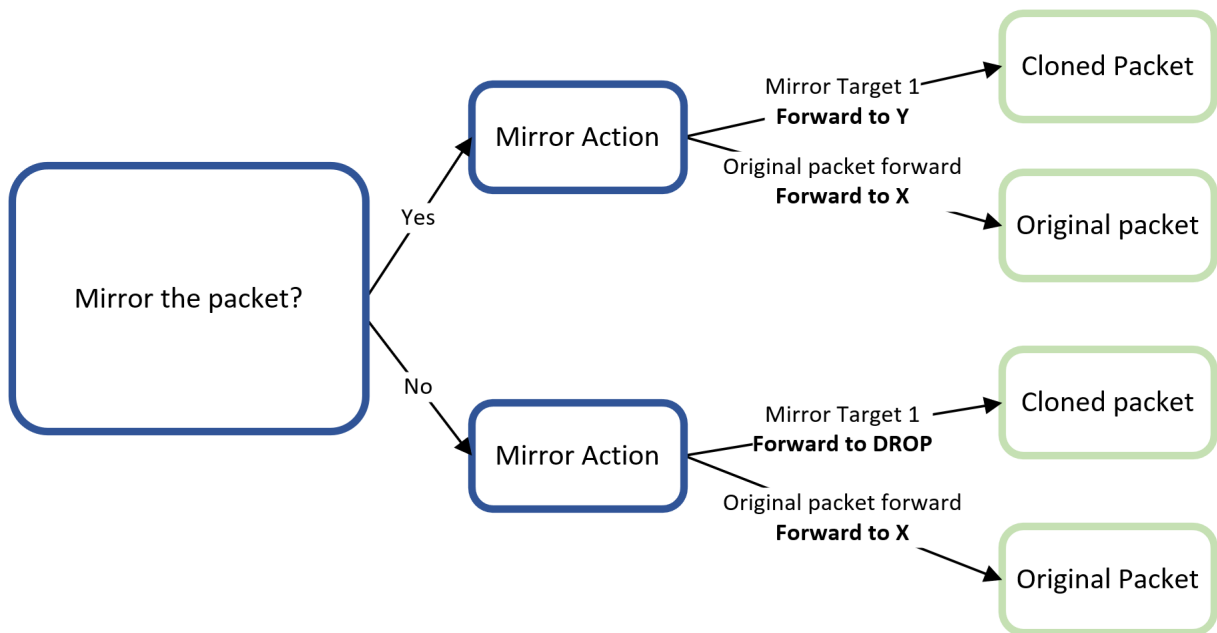 Mirror the packet?
Yes
No
Mirror Action
Mirror Target 1
Forward to Y
Original packet forward
Forward to X
Cloned Packet
Original packet
Mirror Action
Mirror Target 1
Forward to DROP
Original packet forward
Forward to X
Cloned packet
Original Packet